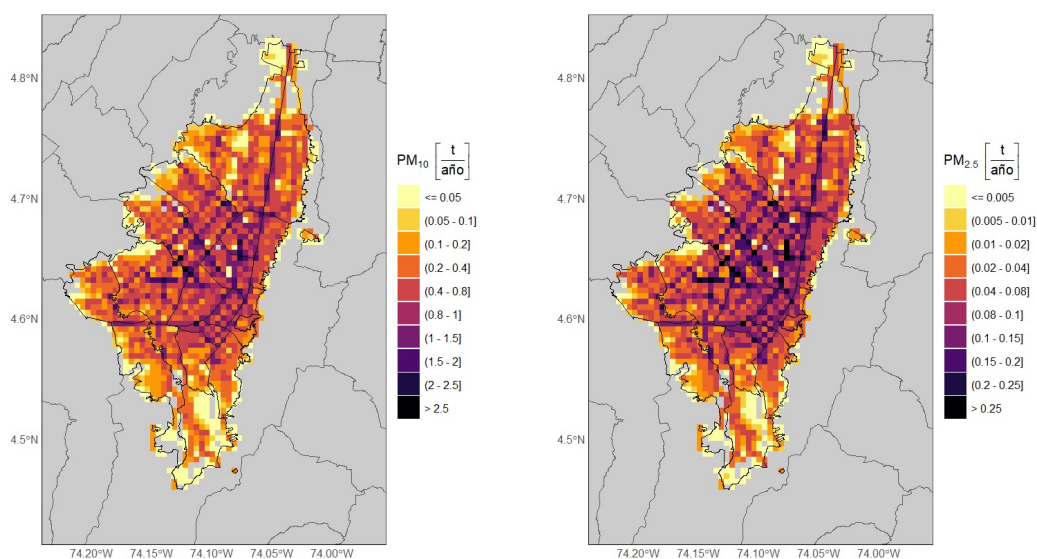 4.8°N
4.7°N
4.6°N
4.5°N
74.20°W 74.15°W 74.10°W 74.05°W 74.00°W
PM10 [t/año]
<= 0.05
(0.05 - 0.1]
(0.1 - 0.2]
(0.2 - 0.4]
(0.4 - 0.8]
(0.8 - 1]
(1 - 1.5]
(1.5 - 2]
(2 - 2.5]
> 2.5
4.8°N
4.7°N
4.6°N
4.5°N
74.20°W 74.15°W 74.10°W 74.05°W 74.00°W
PM2.5 [t/año]
<= 0.005
(0.005 - 0.01]
(0.01 - 0.02]
(0.02 - 0.04]
(0.04 - 0.08]
(0.08 - 0.1]
(0.1 - 0.15]
(0.15 - 0.2]
(0.2 - 0.25]
> 0.25